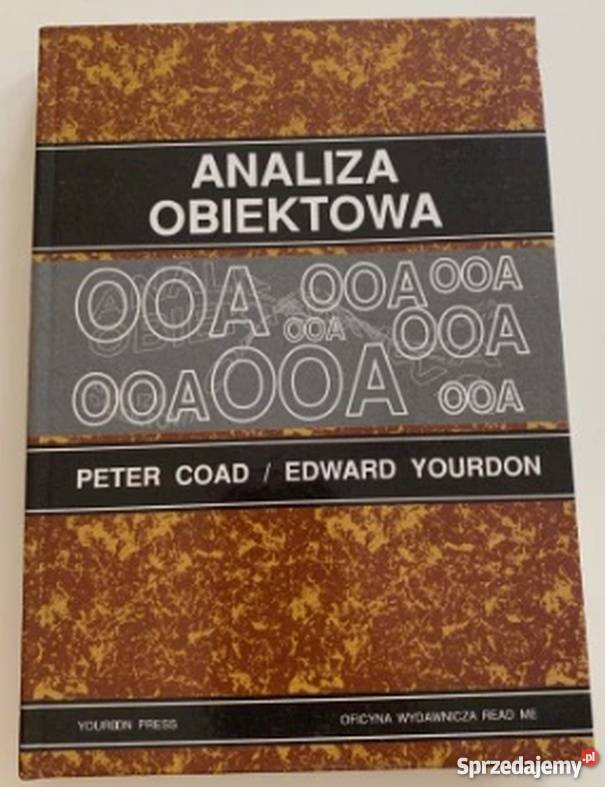 ANALIZA
OBIEKTOWA
OOA OOA OOA
OOA OOA
OOA OOA OOA
PETER COAD / EDWARD YOURDON
YOURDON PRESS OFICYNA WYDAWNICZA READ ME
Sprzedajemy.pl